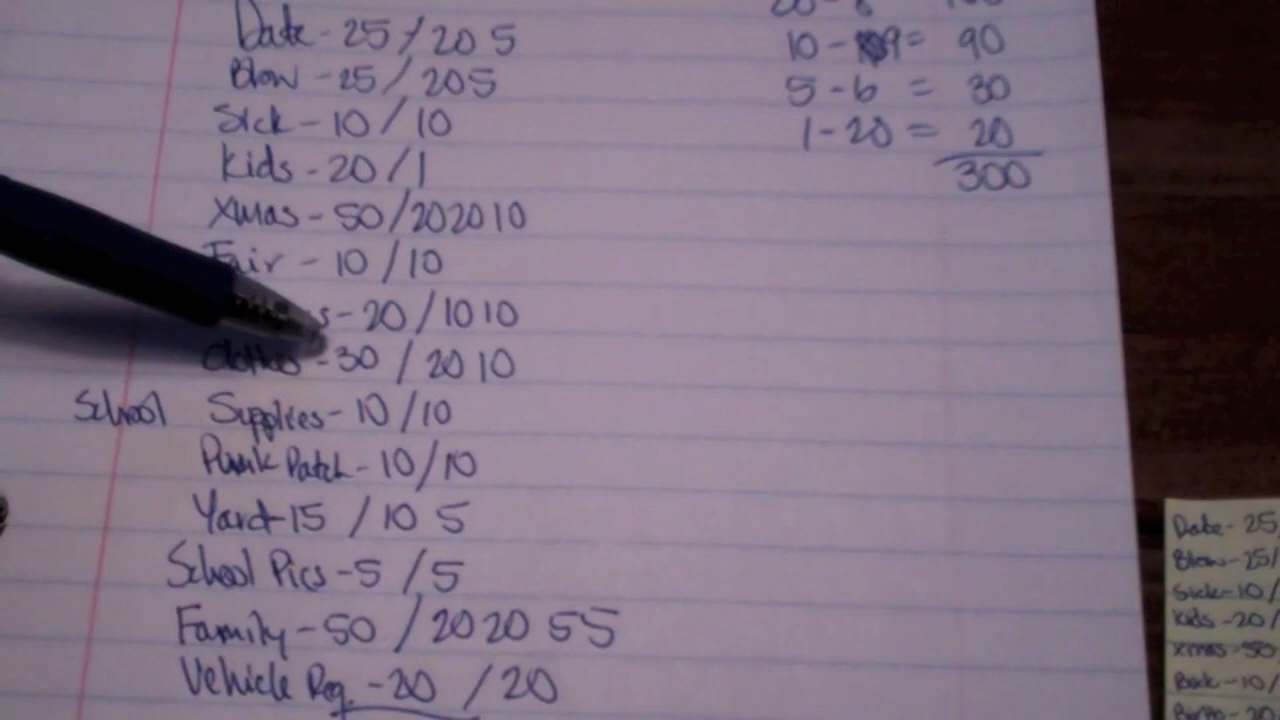 Date - 25 / 20 5
Blow - 25 / 20 5
Sick - 10 / 10
Kids - 20 / 1
Xmas - 50 / 20 20 10
Fair - 10 / 10
s - 20 / 10 10
Clothes - 30 / 20 10
School Supplies - 10 / 10
Punk Patch - 10 / 10
Yard - 15 / 10 5
School Pics - 5 / 5
Family - 50 / 20 20 5 5
Vehicle Reg. - 20 / 20
10 - 9 = 90
5 - 6 = 30
1 - 20 = 20
300
Date - 25
Blow - 25/
Sick - 10/
Kids - 20/
Xmas - 50
Back - 10/